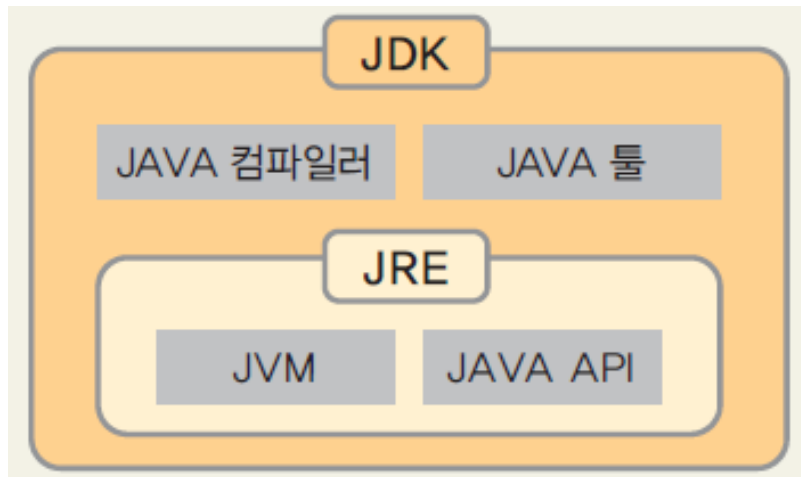 JDK
JAVA 컴파일러
JAVA 툴
JRE
JVM
JAVA API